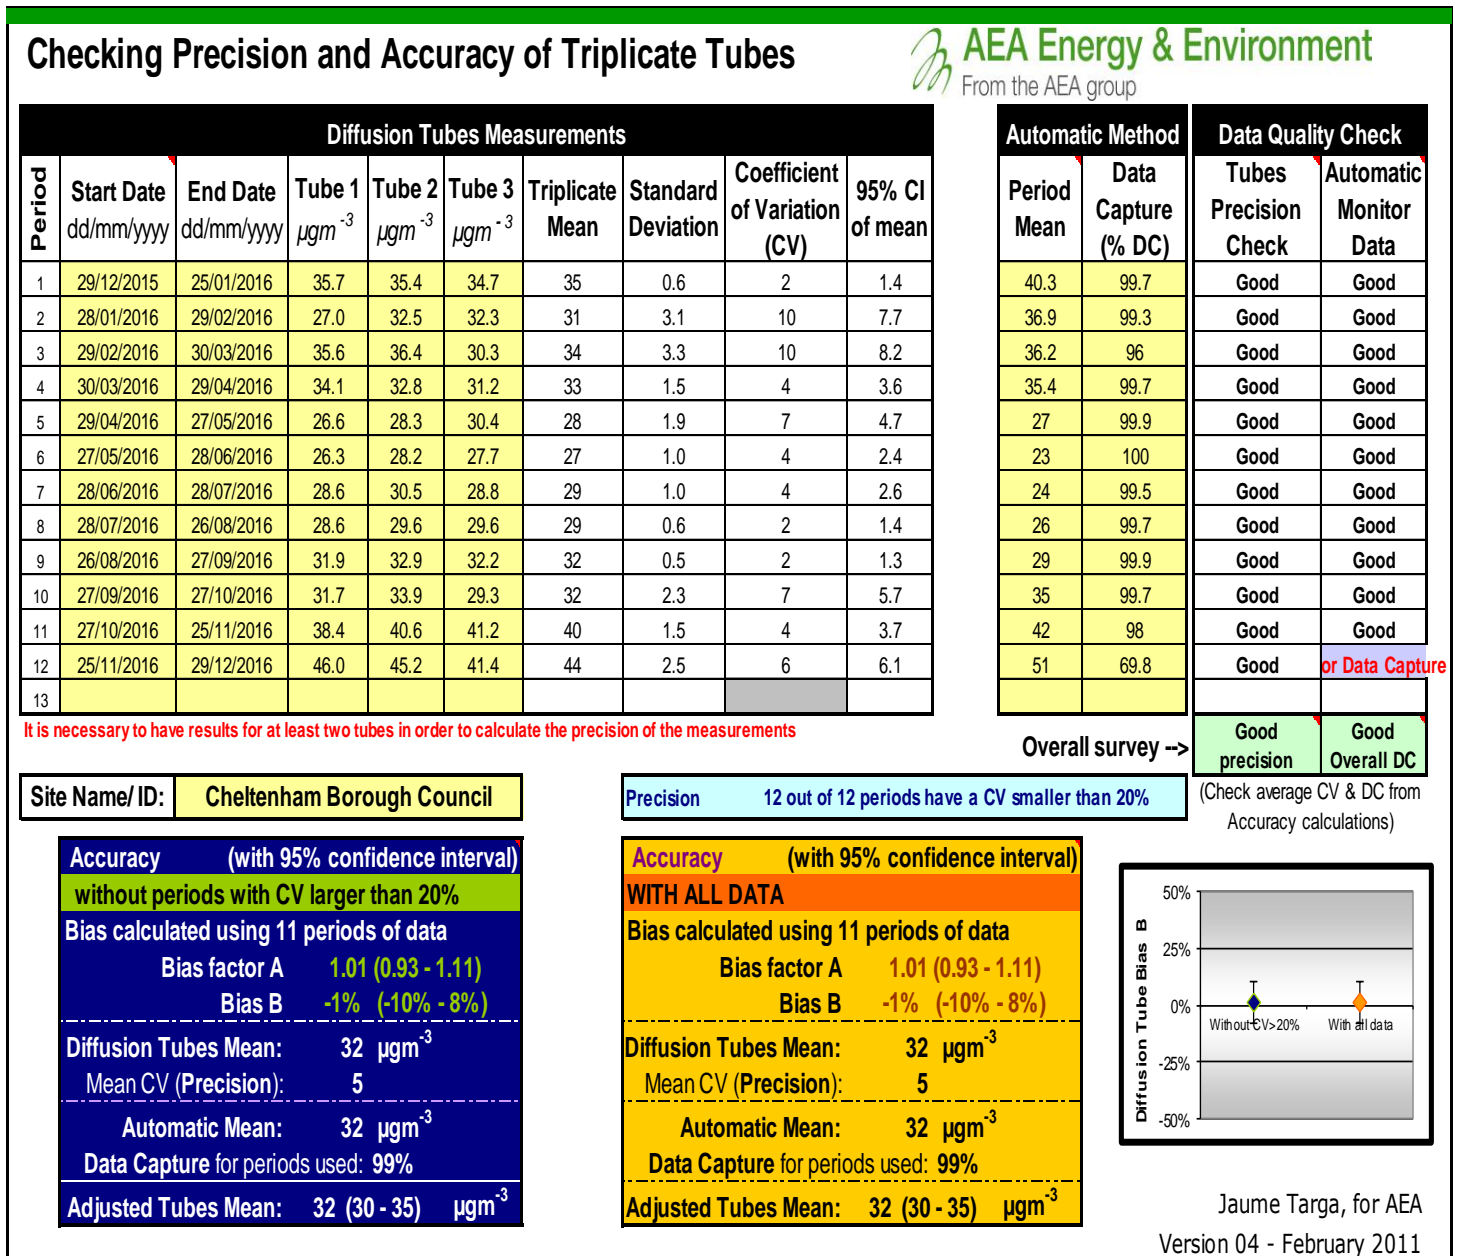 Checking Precision and Accuracy of Triplicate Tubes
AEA Energy & Environment
From the AEA group
Diffusion Tubes Measurements
Automatic Method
Data Quality Check
Period Start Date dd/mm/yyyy End Date dd/mm/yyyy Tube 1 µgm-3 Tube 2 µgm-3 Tube 3 µgm-3 Triplicate Mean Standard Deviation Coefficient of Variation (CV) 95% CI of mean Period Mean Data Capture (% DC) Tubes Precision Check Automatic Monitor Data
1 29/12/2015 25/01/2016 35.7 35.4 34.7 35 0.6 2 1.4 40.3 99.7 Good Good
2 28/01/2016 29/02/2016 27.0 32.5 32.3 31 3.1 10 7.7 36.9 99.3 Good Good
3 29/02/2016 30/03/2016 35.6 36.4 30.3 34 3.3 10 8.2 36.2 96 Good Good
4 30/03/2016 29/04/2016 34.1 32.8 31.2 33 1.5 4 3.6 35.4 99.7 Good Good
5 29/04/2016 27/05/2016 26.6 28.3 30.4 28 1.9 7 4.7 27 99.9 Good Good
6 27/05/2016 28/06/2016 26.3 28.2 27.7 27 1.0 4 2.4 23 100 Good Good
7 28/06/2016 28/07/2016 28.6 30.5 28.8 29 1.0 4 2.6 24 99.5 Good Good
8 28/07/2016 26/08/2016 28.6 29.6 29.6 29 0.6 2 1.4 26 99.7 Good Good
9 26/08/2016 27/09/2016 31.9 32.9 32.2 32 0.5 2 1.3 29 99.9 Good Good
10 27/09/2016 27/10/2016 31.7 33.9 29.3 32 2.3 7 5.7 35 99.7 Good Good
11 27/10/2016 25/11/2016 38.4 40.6 41.2 40 1.5 4 3.7 42 98 Good Good
12 25/11/2016 29/12/2016 46.0 45.2 41.4 44 2.5 6 6.1 51 69.8 Good or Data Capture
13
It is necessary to have results for at least two tubes in order to calculate the precision of the measurements
Overall survey --> Good precision Good Overall DC
(Check average CV & DC from
Accuracy calculations)
Site Name/ ID: Cheltenham Borough Council
Precision 12 out of 12 periods have a CV smaller than 20%
Accuracy (with 95% confidence interval)
without periods with CV larger than 20%
Bias calculated using 11 periods of data
Bias factor A 1.01 (0.93 - 1.11)
Bias B -1% (-10% - 8%)
Diffusion Tubes Mean: 32 µgm-3
Mean CV (Precision): 5
Automatic Mean: 32 µgm-3
Data Capture for periods used: 99%
Adjusted Tubes Mean: 32 (30 - 35) µgm-3
Accuracy (with 95% confidence interval)
WITH ALL DATA
Bias calculated using 11 periods of data
Bias factor A 1.01 (0.93 - 1.11)
Bias B -1% (-10% - 8%)
Diffusion Tubes Mean: 32 µgm-3
Mean CV (Precision): 5
Automatic Mean: 32 µgm-3
Data Capture for periods used: 99%
Adjusted Tubes Mean: 32 (30 - 35) µgm-3
Diffusion Tube Bias B
50%
25%
0%
-25%
-50%
Without CV>20%
With all data
Jaume Targa, for AEA
Version 04 - February 2011